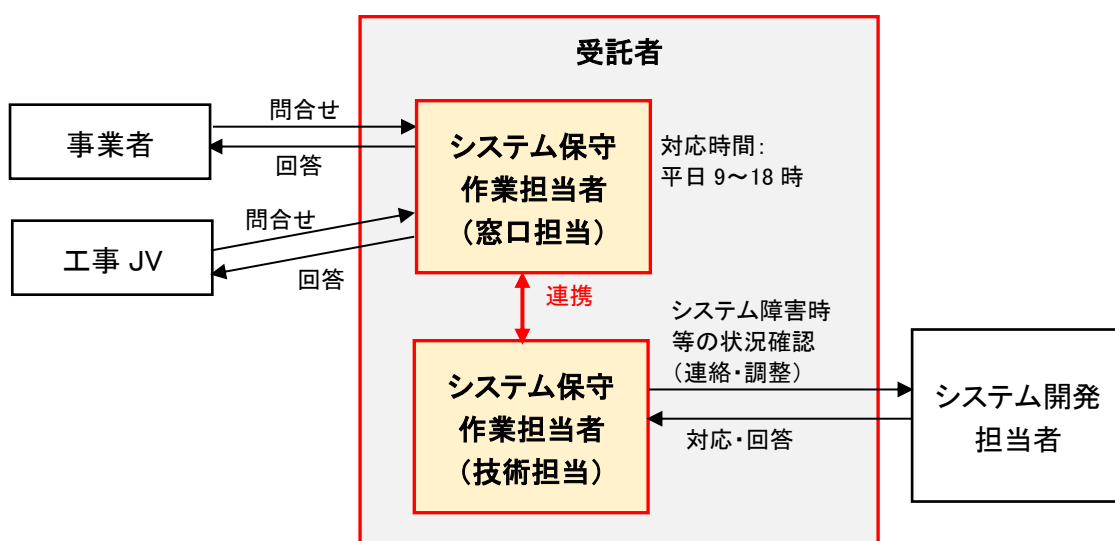 受託者
事業者
問合せ
回答
システム保守
作業担当者
（窓口担当）
対応時間：
平日 9～18 時
工事 JV
問合せ
回答
連携
システム障害時
等の状況確認
（連絡・調整）
システム保守
作業担当者
（技術担当）
対応・回答
システム開発
担当者